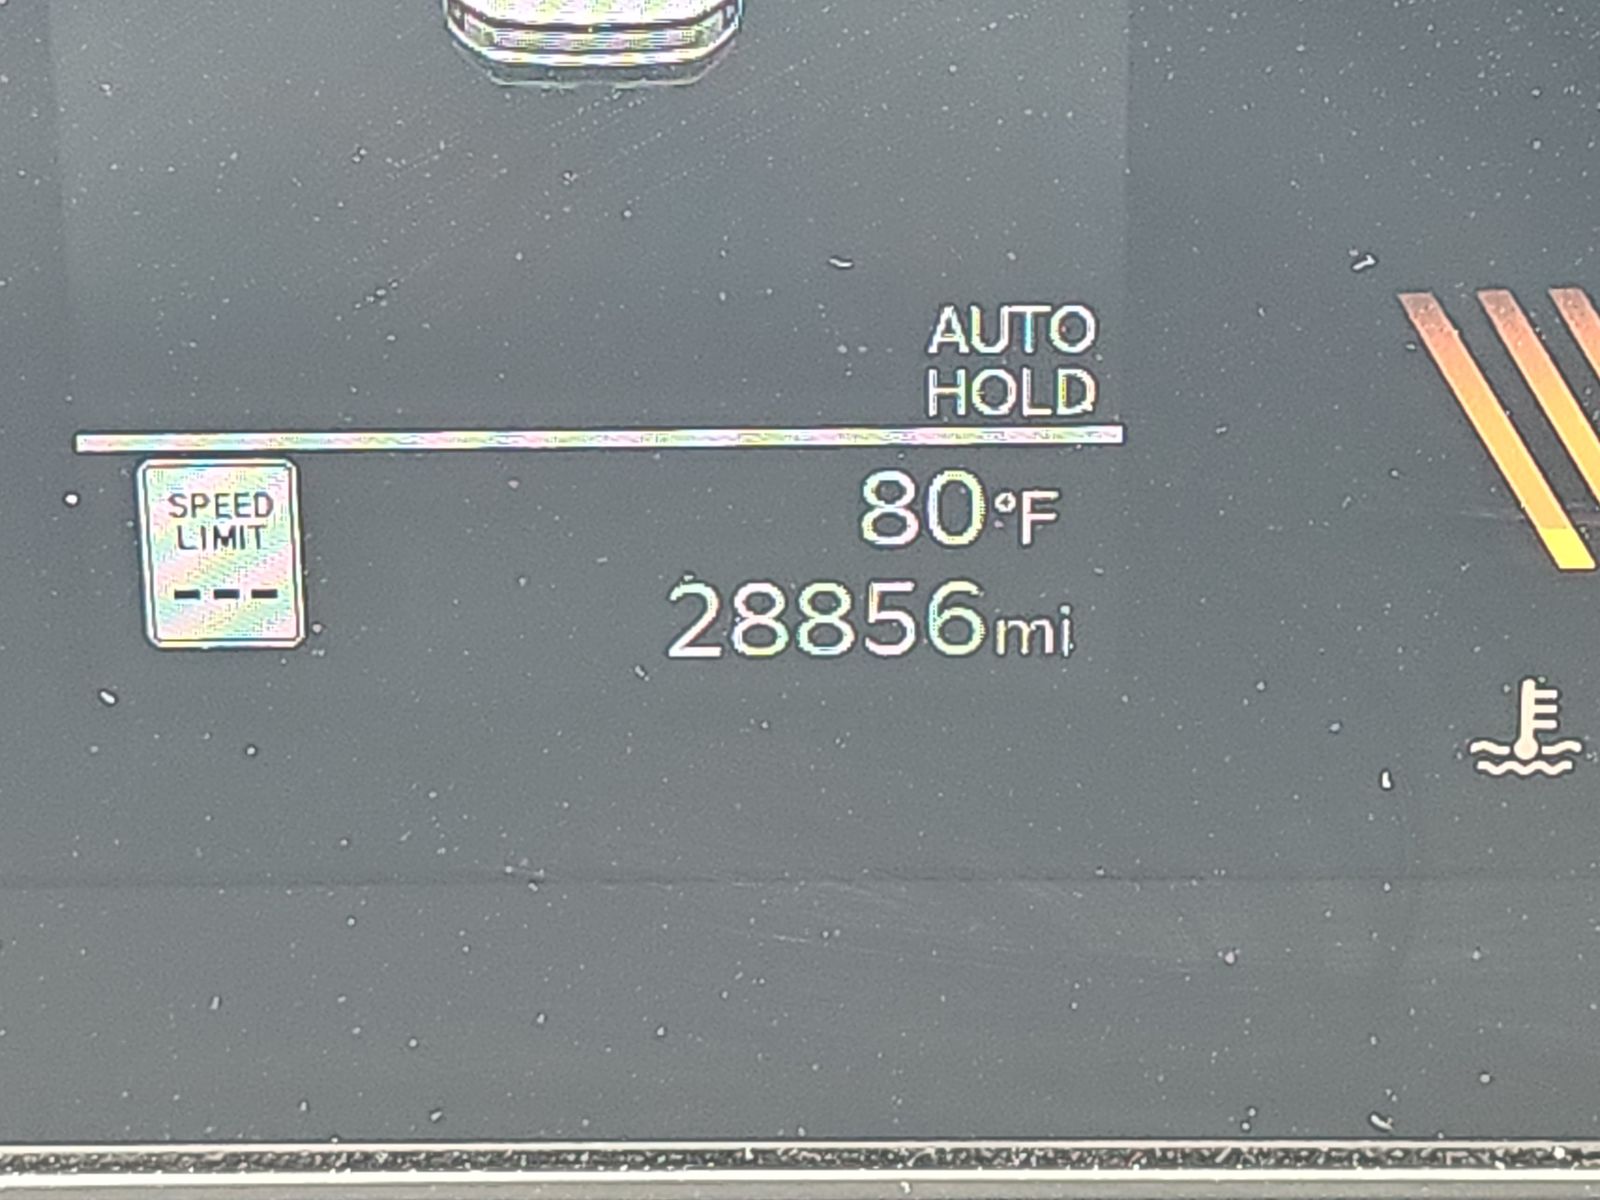 AUTO
HOLD
SPEED
LIMIT
---
80°F
28856mi